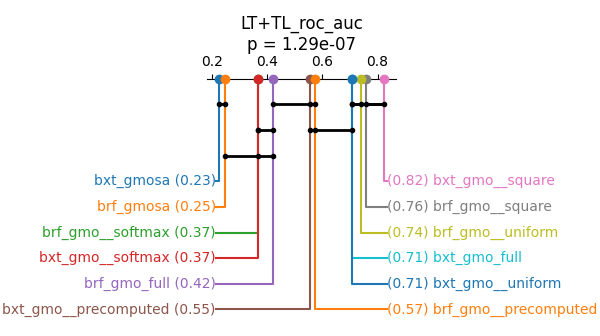 LT+TL_roc_auc
p = 1.29e-07
0.2 0.4 0.6 0.8
bxt_gmosa (0.23)
brf_gmosa (0.25)
brf_gmo__softmax (0.37)
bxt_gmo__softmax (0.37)
brf_gmo_full (0.42)
bxt_gmo__precomputed (0.55)
(0.82) bxt_gmo__square
(0.76) brf_gmo__square
(0.74) brf_gmo__uniform
(0.71) bxt_gmo_full
(0.71) bxt_gmo__uniform
(0.57) brf_gmo__precomputed